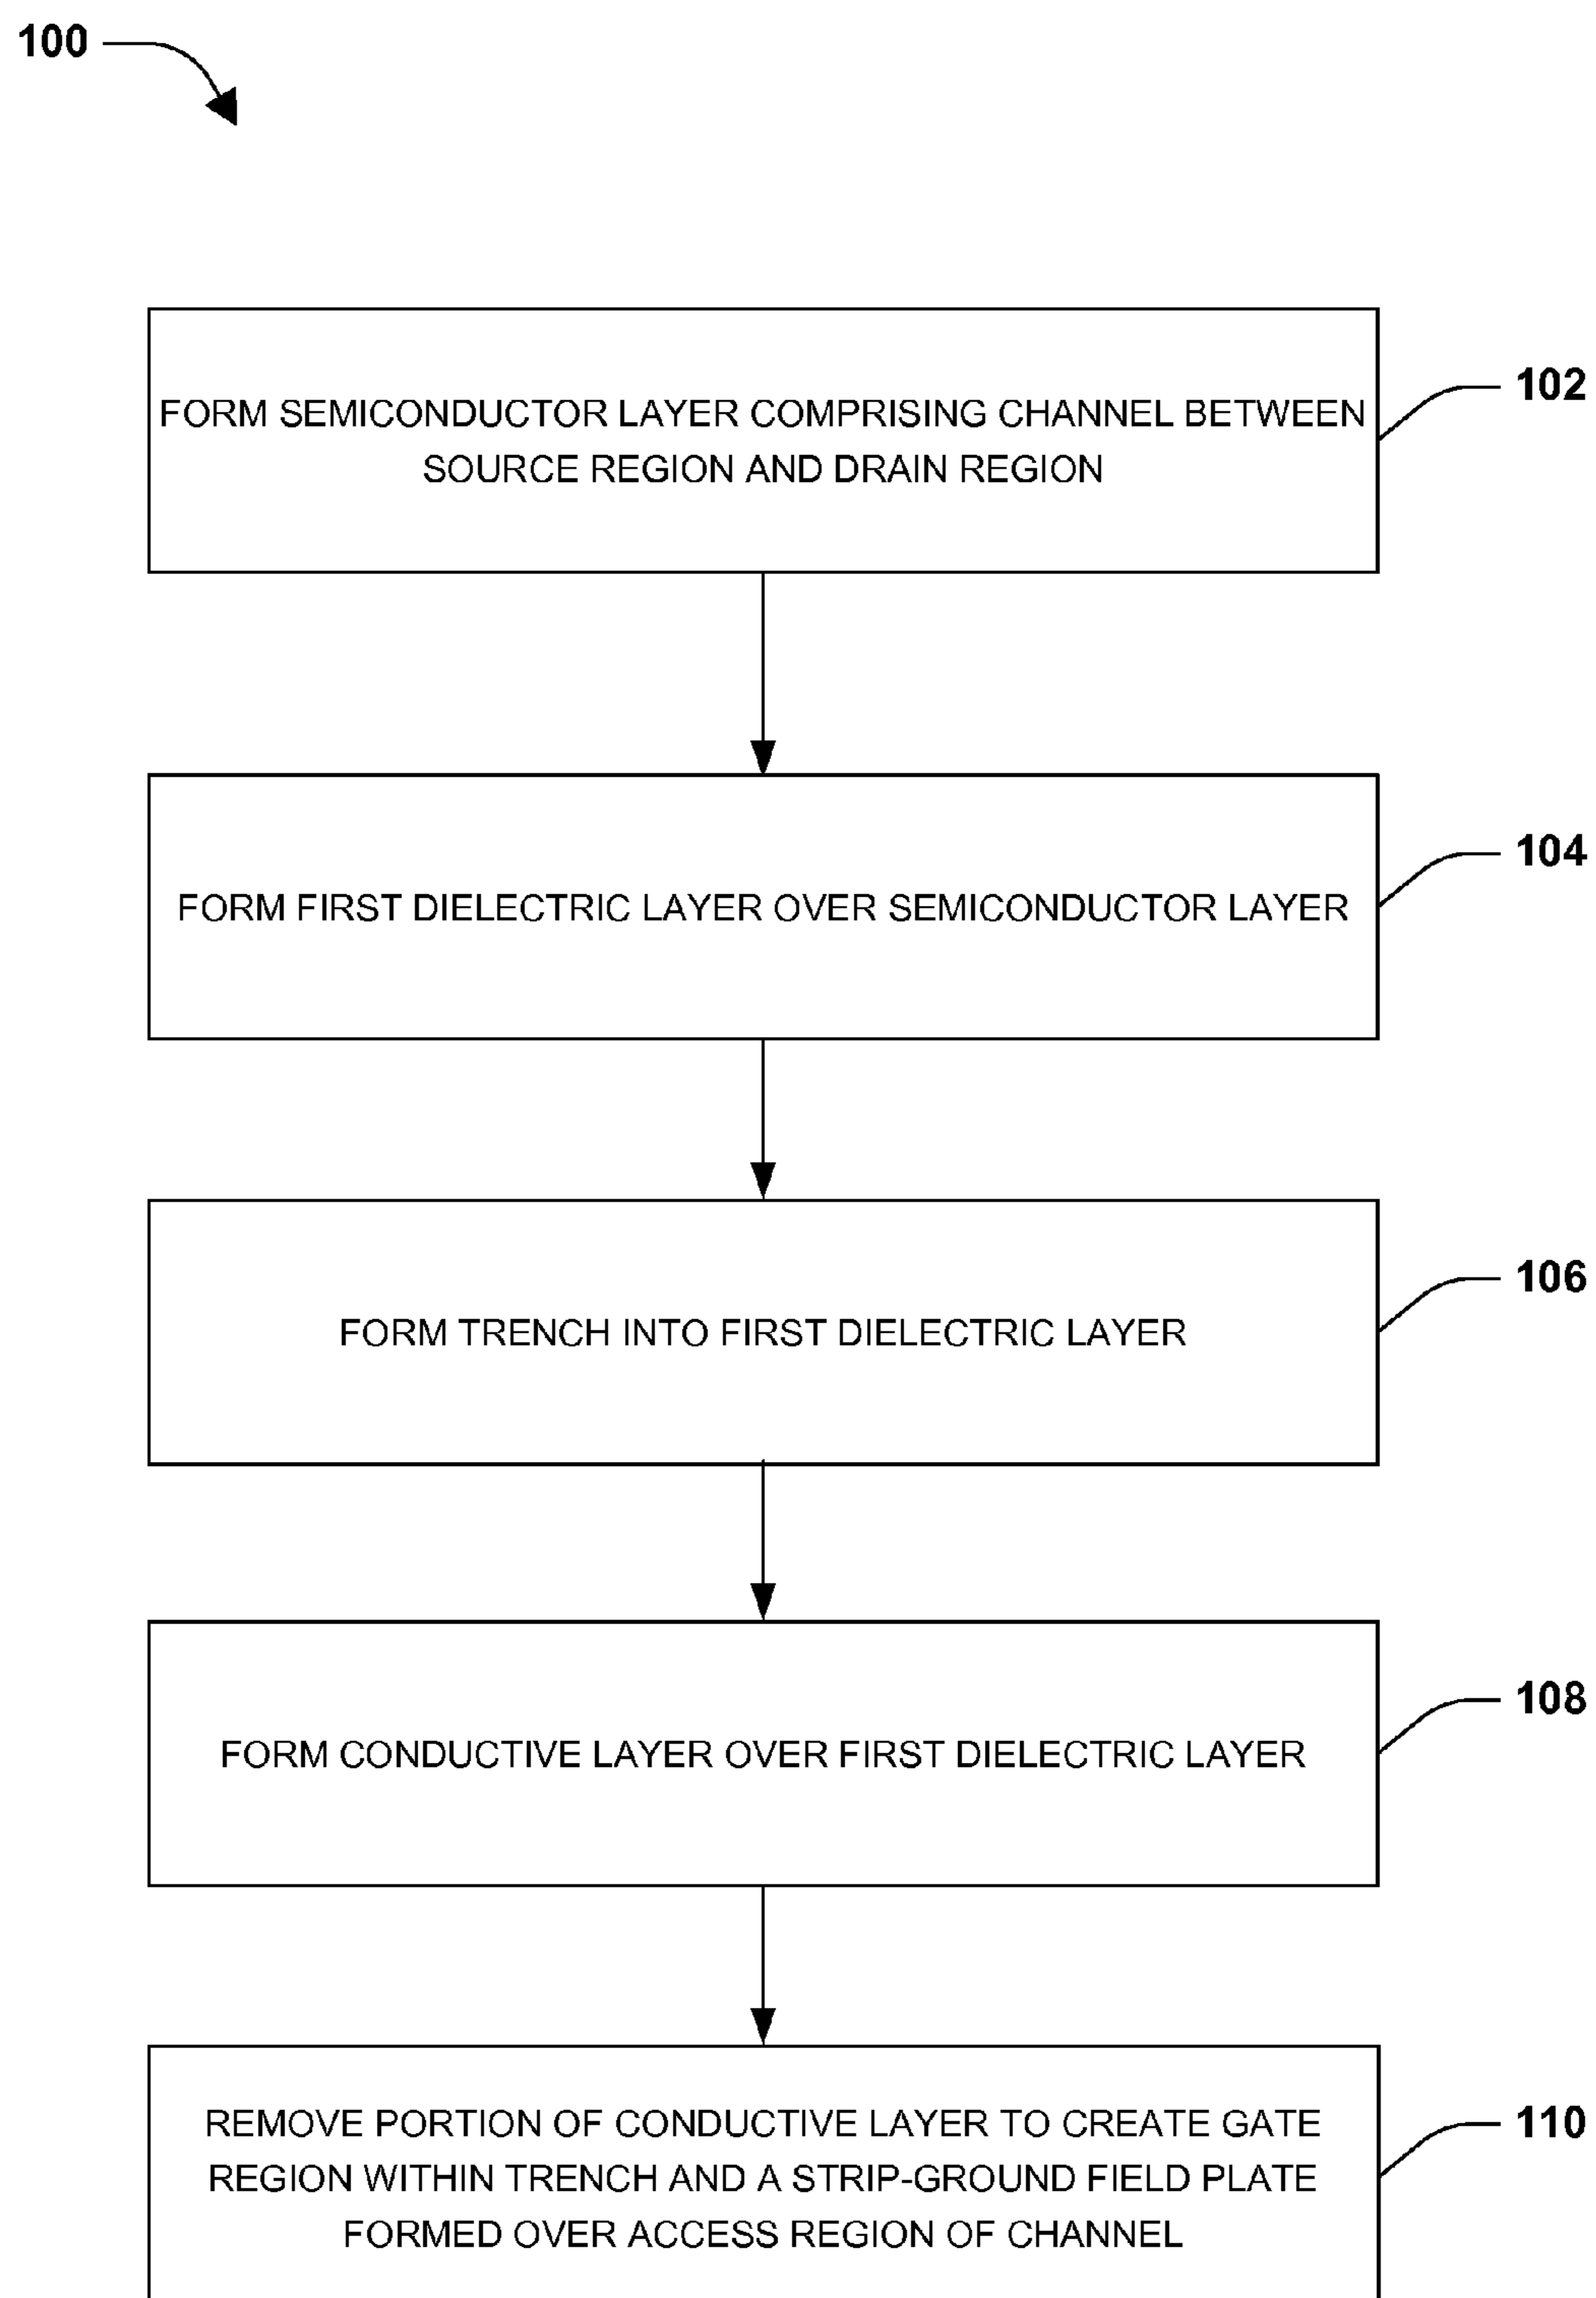 100
FORM SEMICONDUCTOR LAYER COMPRISING CHANNEL BETWEEN
SOURCE REGION AND DRAIN REGION
102
FORM FIRST DIELECTRIC LAYER OVER SEMICONDUCTOR LAYER
104
FORM TRENCH INTO FIRST DIELECTRIC LAYER
106
FORM CONDUCTIVE LAYER OVER FIRST DIELECTRIC LAYER
108
REMOVE PORTION OF CONDUCTIVE LAYER TO CREATE GATE
REGION WITHIN TRENCH AND A STRIP-GROUND FIELD PLATE
FORMED OVER ACCESS REGION OF CHANNEL
110